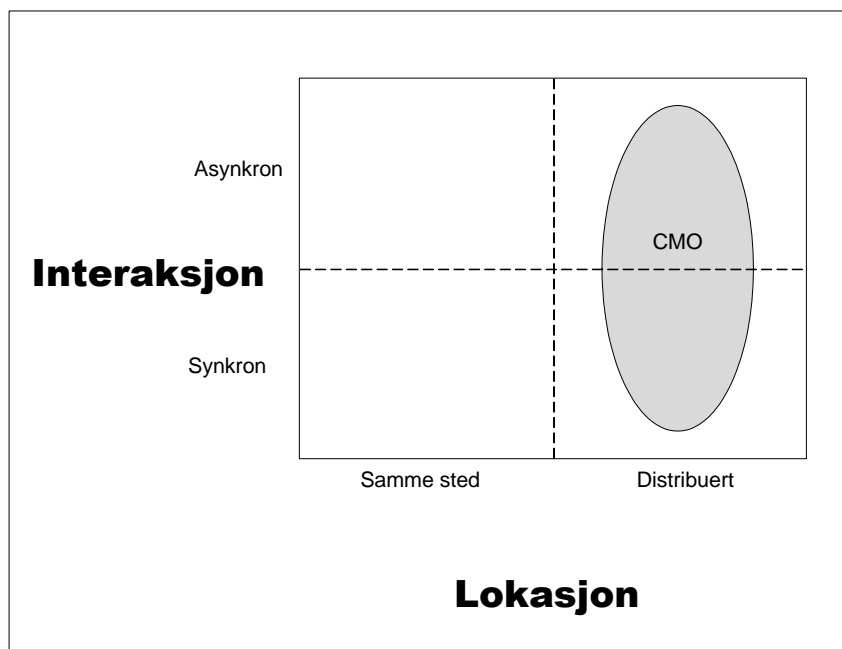 Asynkron
CMO
Interaksjon
Synkron
Samme sted
Distribuert
Lokasjon